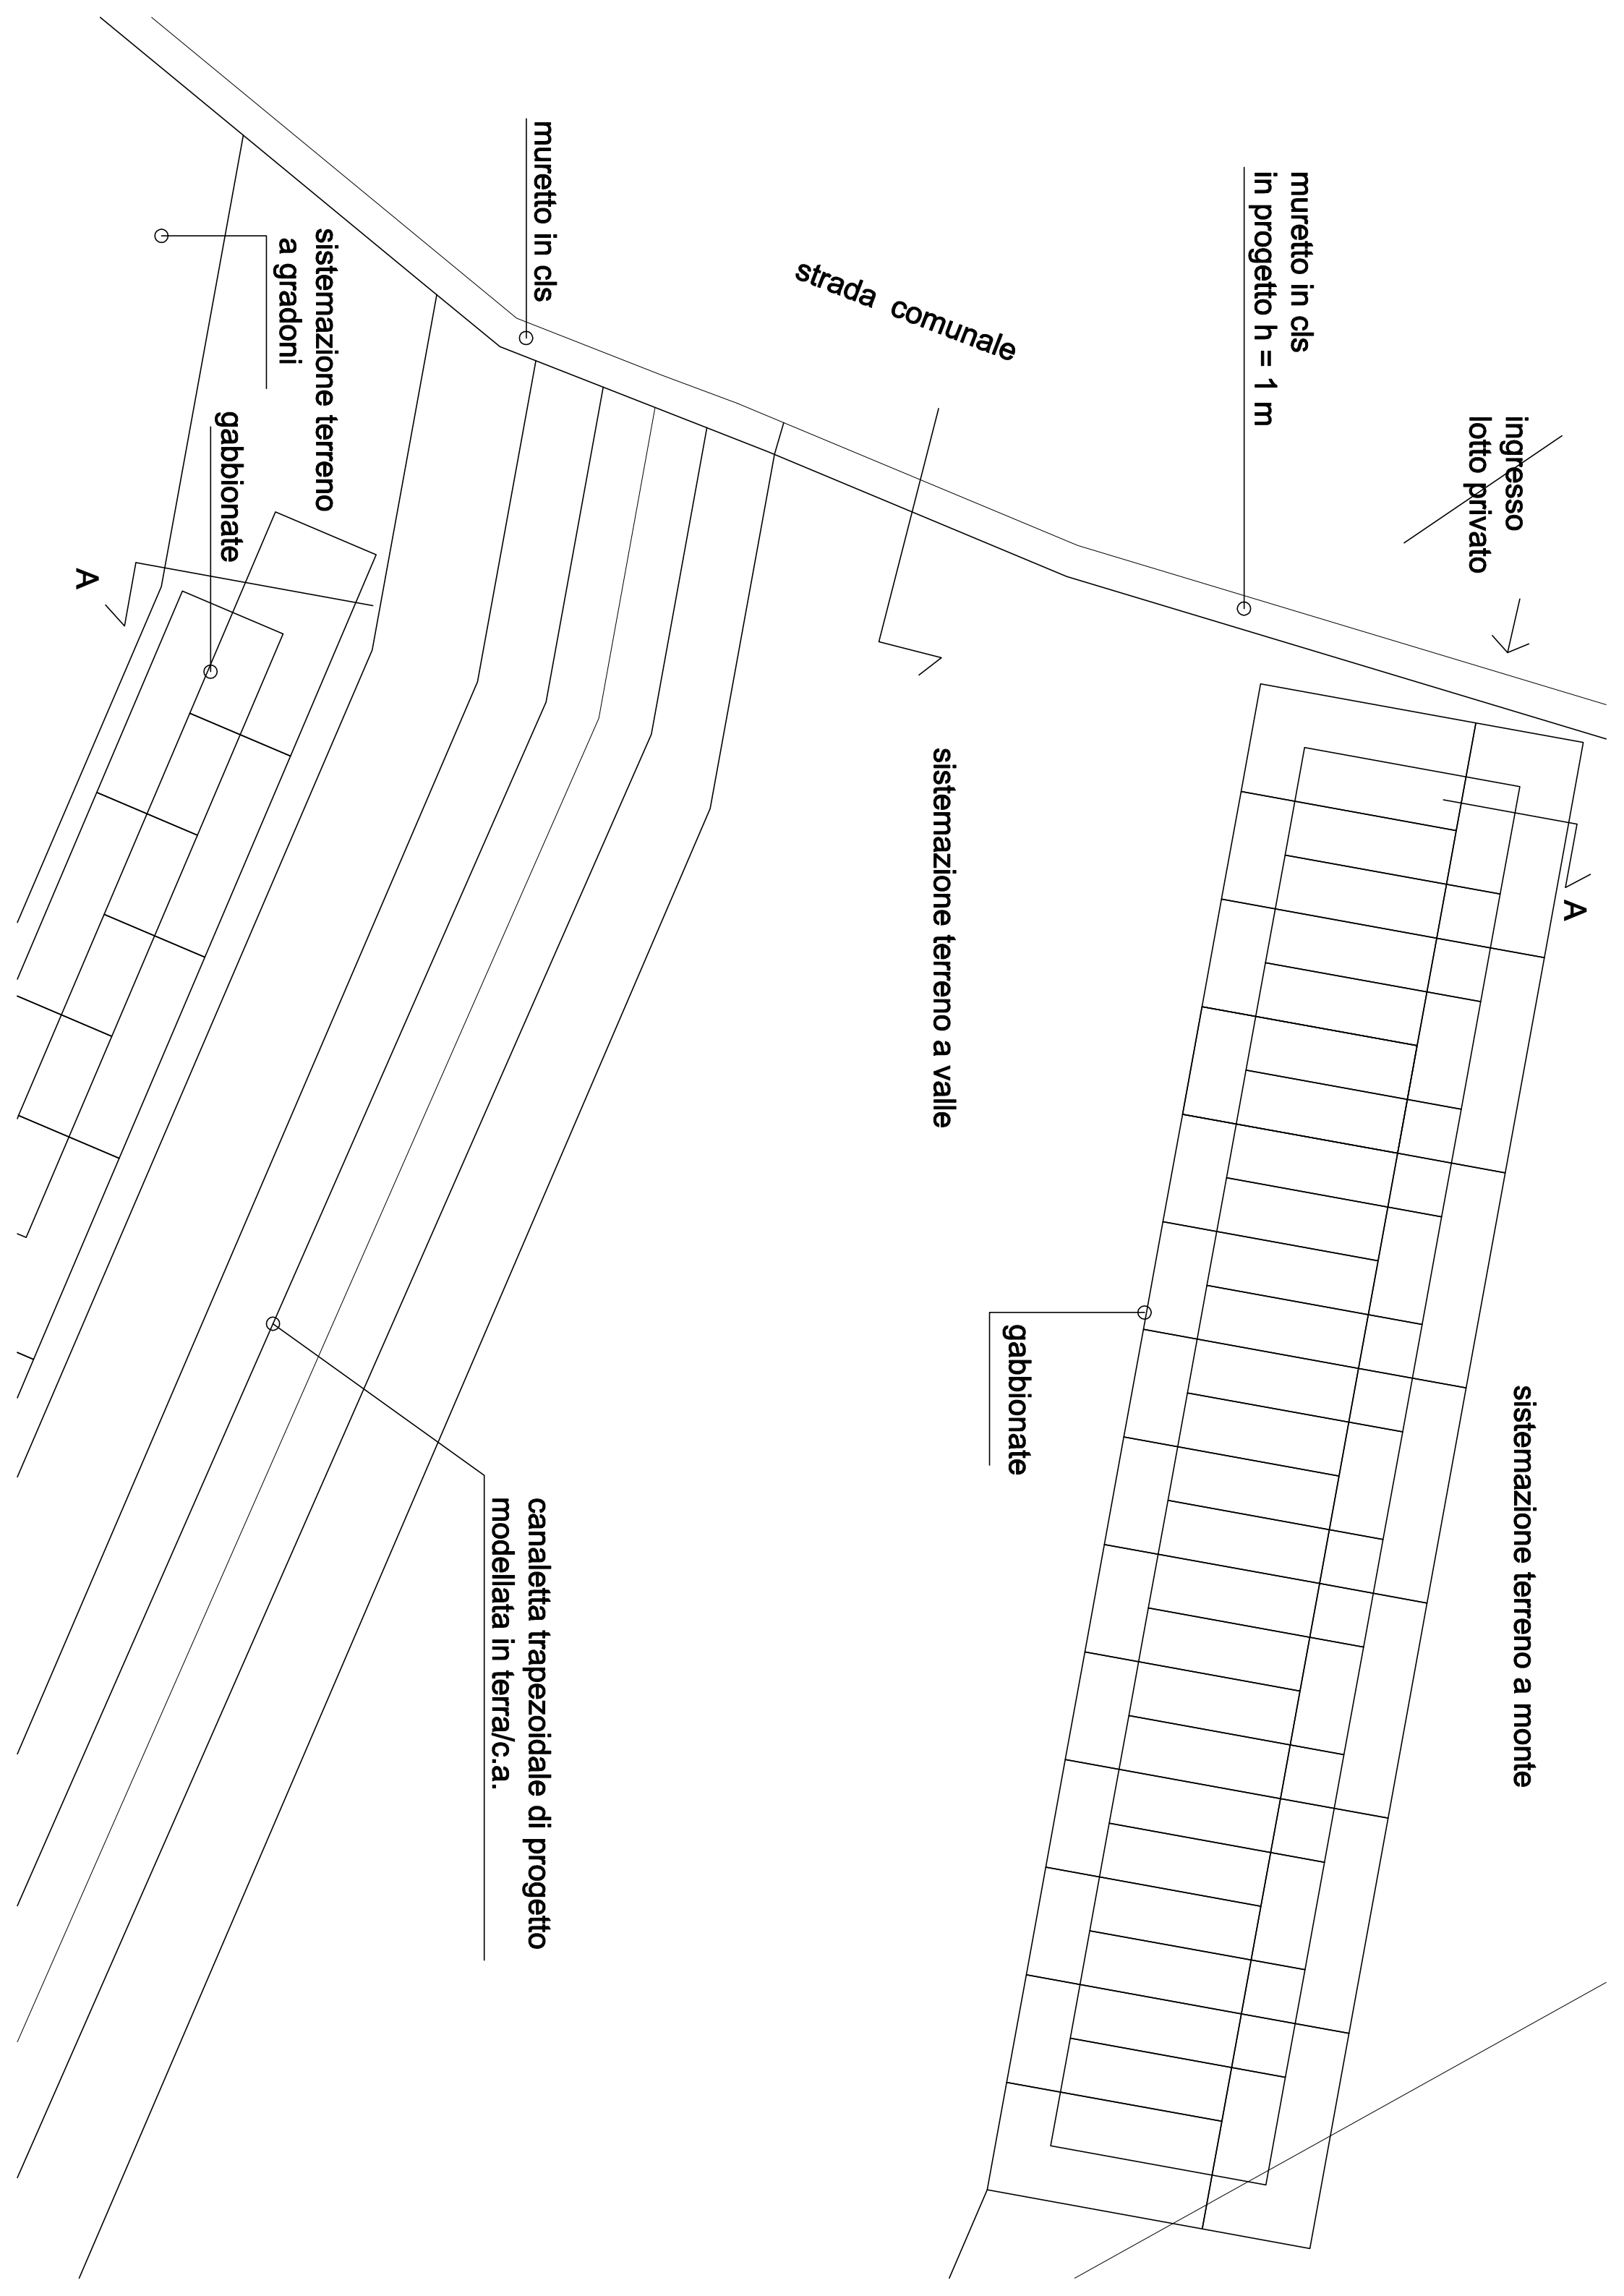 ingresso
lotto privato
muretto in cls
in progetto h = 1 m
strada comunale
muretto in cls
sistemazione terreno
a gradoni
gabbionate
A
A
sistemazione terreno a valle
sistemazione terreno a monte
gabbionate
canaletta trapezoidale di progetto
modellata in terra/c.a.